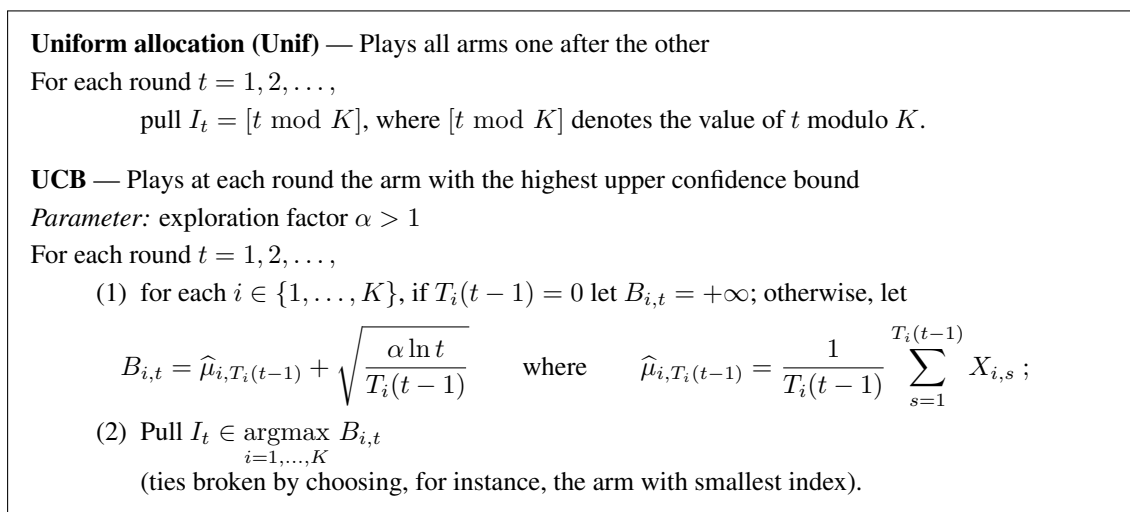 Uniform allocation (Unif) — Plays all arms one after the other
For each round t = 1, 2, . . . ,
pull I_t = [t mod K], where [t mod K] denotes the value of t modulo K.
UCB — Plays at each round the arm with the highest upper confidence bound
Parameter: exploration factor α > 1
For each round t = 1, 2, . . . ,
(1) for each i ∈ {1, . . . , K}, if T_i(t − 1) = 0 let B_{i,t} = +∞; otherwise, let
B_{i,t} = \widehat{μ}_{i,T_i(t−1)} + \sqrt{\frac{α ln t}{T_i(t − 1)}} where \widehat{μ}_{i,T_i(t−1)} = \frac{1}{T_i(t − 1)} \sum_{s=1}^{T_i(t−1)} X_{i,s} ;
(2) Pull I_t ∈ argmax_{i=1,...,K} B_{i,t}
(ties broken by choosing, for instance, the arm with smallest index).